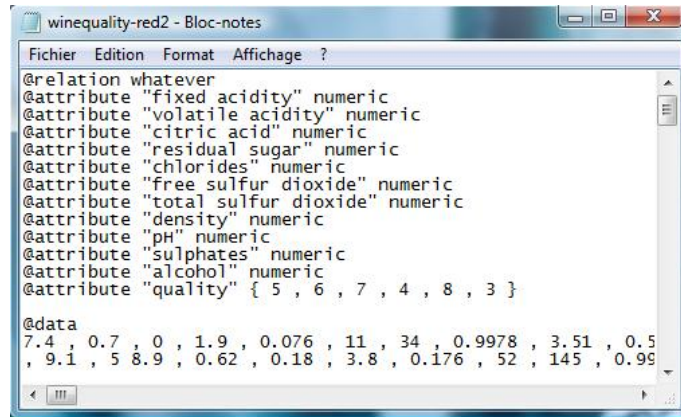 winequality-red2 - Bloc-notes
Fichier Edition Format Affichage ?
@relation whatever
@attribute "fixed acidity" numeric
@attribute "volatile acidity" numeric
@attribute "citric acid" numeric
@attribute "residual sugar" numeric
@attribute "chlorides" numeric
@attribute "free sulfur dioxide" numeric
@attribute "total sulfur dioxide" numeric
@attribute "density" numeric
@attribute "pH" numeric
@attribute "sulphates" numeric
@attribute "alcohol" numeric
@attribute "quality" { 5 , 6 , 7 , 4 , 8 , 3 }
@data
7.4 , 0.7 , 0 , 1.9 , 0.076 , 11 , 34 , 0.9978 , 3.51 , 0.5
, 9.1 , 5 8.9 , 0.62 , 0.18 , 3.8 , 0.176 , 52 , 145 , 0.99